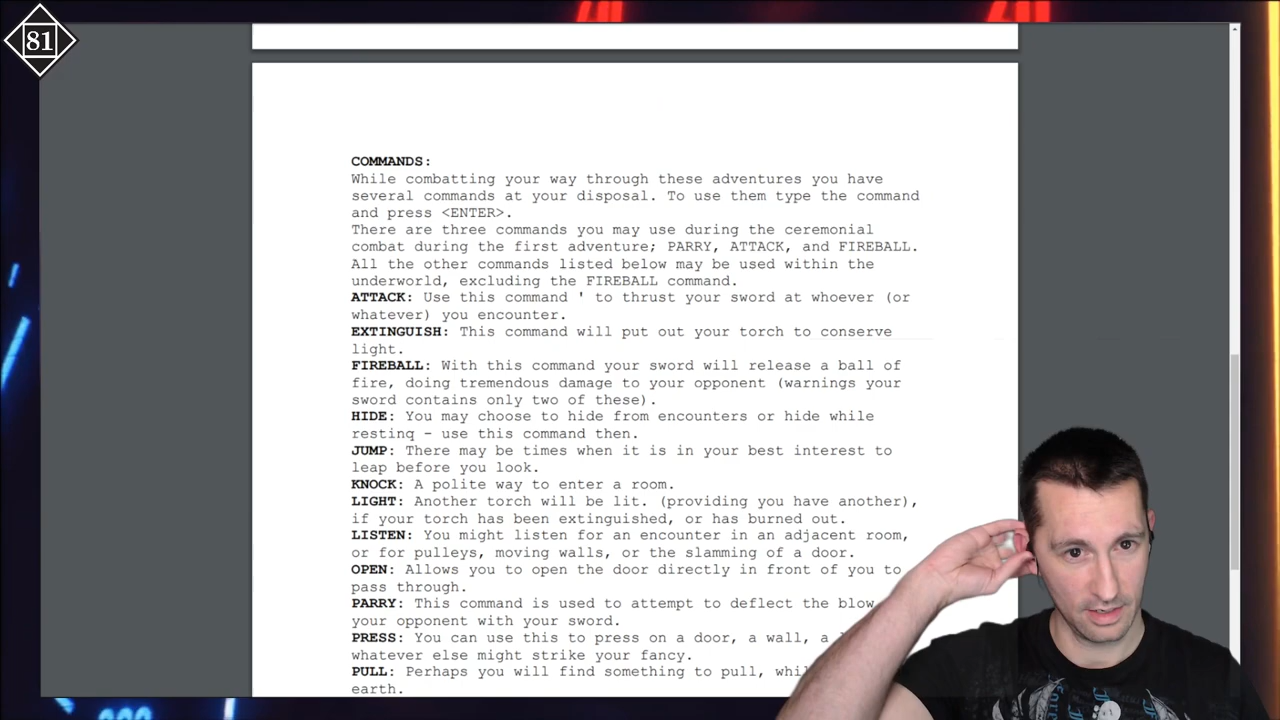 81
COMMANDS:
While combatting your way through these adventures you have
several commands at your disposal. To use them type the command
and press <ENTER>.
There are three commands you may use during the ceremonial
combat during the first adventure; PARRY, ATTACK, and FIREBALL.
All the other commands listed below may be used within the
underworld, excluding the FIREBALL command.
ATTACK: Use this command ' to thrust your sword at whoever (or
whatever) you encounter.
EXTINGUISH: This command will put out your torch to conserve
light.
FIREBALL: With this command your sword will release a ball of
fire, doing tremendous damage to your opponent (warnings your
sword contains only two of these).
HIDE: You may choose to hide from encounters or hide while
restinq - use this command then.
JUMP: There may be times when it is in your best interest to
leap before you look.
KNOCK: A polite way to enter a room.
LIGHT: Another torch will be lit. (providing you have another),
if your torch has been extinguished, or has burned out.
LISTEN: You might listen for an encounter in an adjacent room,
or for pulleys, moving walls, or the slamming of a door.
OPEN: Allows you to open the door directly in front of you to
pass through.
PARRY: This command is used to attempt to deflect the blow
your opponent with your sword.
PRESS: You can use this to press on a door, a wall, a
whatever else might strike your fancy.
PULL: Perhaps you will find something to pull,
earth.